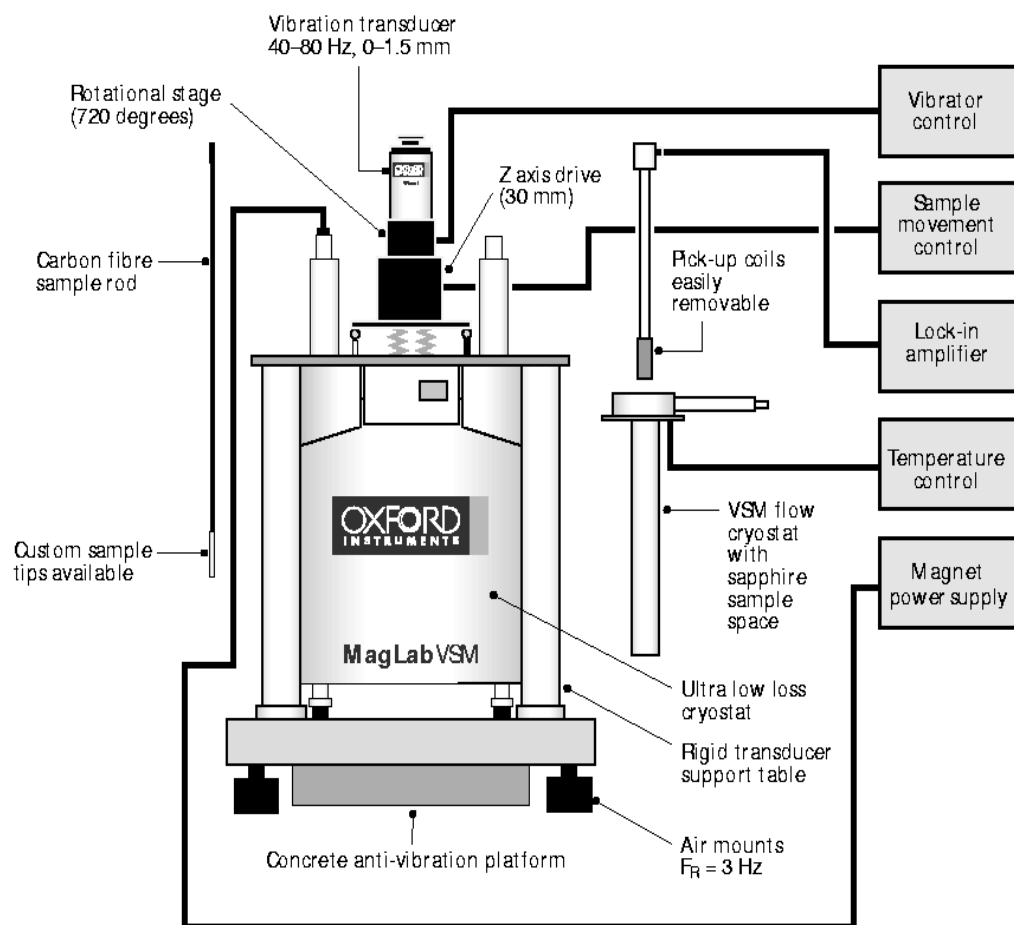 Vibration transducer
40–80 Hz, 0–1.5 mm
Rotational stage
(720 degrees)
Vibrator
control
OXFORD
Z axis drive
(30 mm)
Sample
movement
control
Carbon fibre
sample rod
Pick-up coils
easily
removable
Lock-in
amplifier
Temperature
control
OXFORD
INSTRUMENTS
VSM flow
cryostat
with
sapphire
sample
space
Custom sample
tips available
Magnet
power supply
MagLab VSM
Ultra low loss
cryostat
Rigid transducer
support table
Concrete anti-vibration platform
Air mounts
FR = 3 Hz